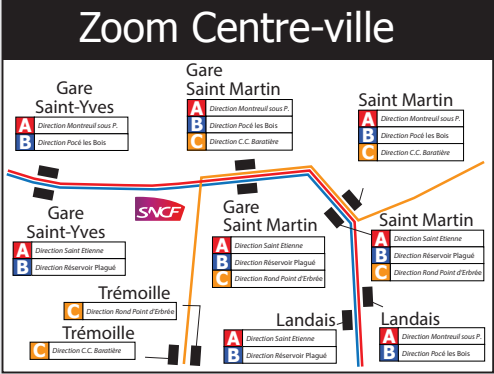 Zoom Centre-ville
Gare
Saint-Yves
A Direction Montreuil sous P.
B Direction Pocé les Bois
Gare
Saint Martin
A Direction Montreuil sous P.
B Direction Pocé les Bois
C Direction C.C. Baratière
Saint Martin
A Direction Montreuil sous P.
B Direction Pocé les Bois
C Direction C.C. Baratière
SNCF
Gare
Saint-Yves
A Direction Saint Etienne
B Direction Réservoir Plagué
Gare
Saint Martin
A Direction Saint Etienne
B Direction Réservoir Plagué
C Direction Rond Point d'Erbrée
Saint Martin
A Direction Saint Etienne
B Direction Réservoir Plagué
C Direction Rond Point d'Erbrée
Trémoille
C Direction Rond Point d'Erbrée
Trémoille
C Direction C.C. Baratière
Landais
A Direction Saint Etienne
B Direction Réservoir Plagué
Landais
A Direction Montreuil sous P.
B Direction Pocé les Bois